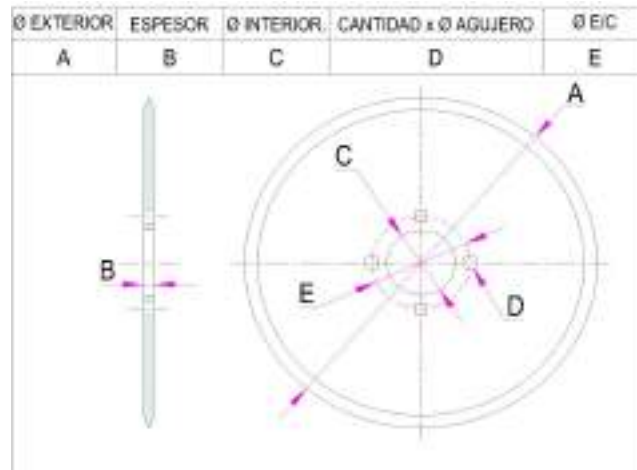 Ø EXTERIOR ESPESOR Ø INTERIOR. CANTIDAD x Ø AGUJERO Ø E/C
A B C D E
A
C
B
E
D